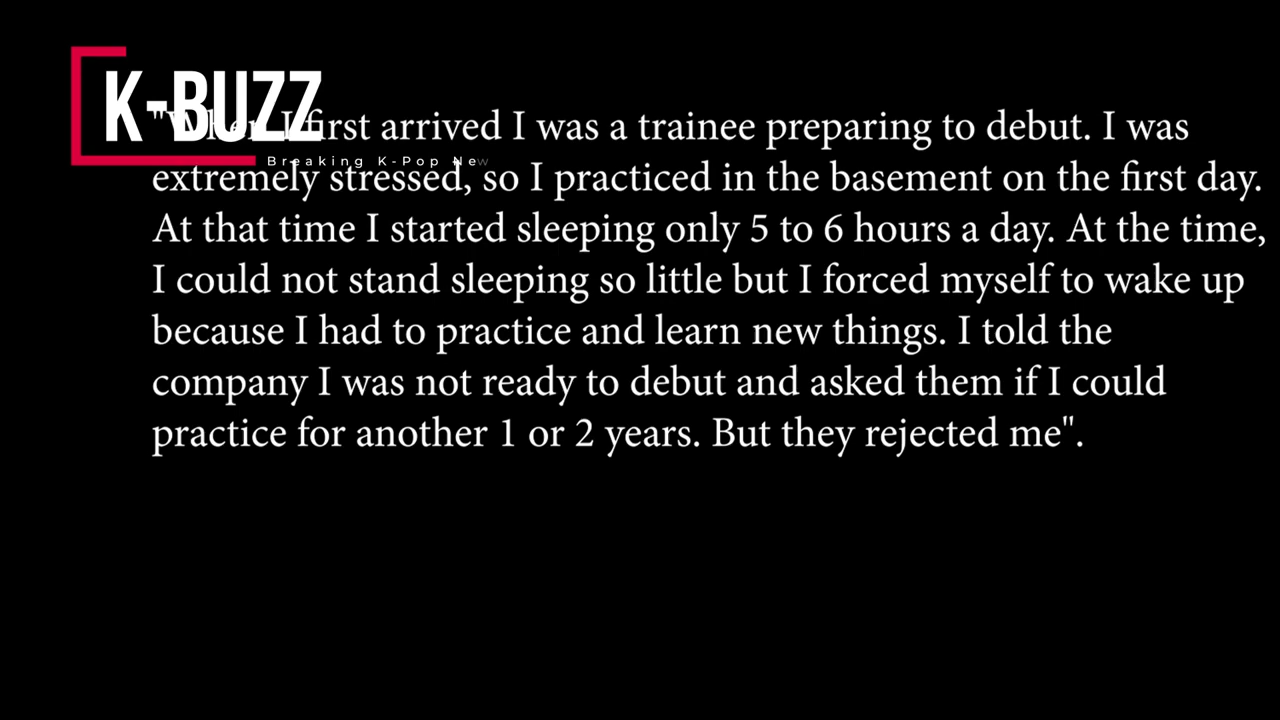 K-BUZZ
"When I first arrived I was a trainee preparing to debut. I was
Breaking K-Pop New
extremely stressed, so I practiced in the basement on the first day.
At that time I started sleeping only 5 to 6 hours a day. At the time,
I could not stand sleeping so little but I forced myself to wake up
because I had to practice and learn new things. I told the
company I was not ready to debut and asked them if I could
practice for another 1 or 2 years. But they rejected me".